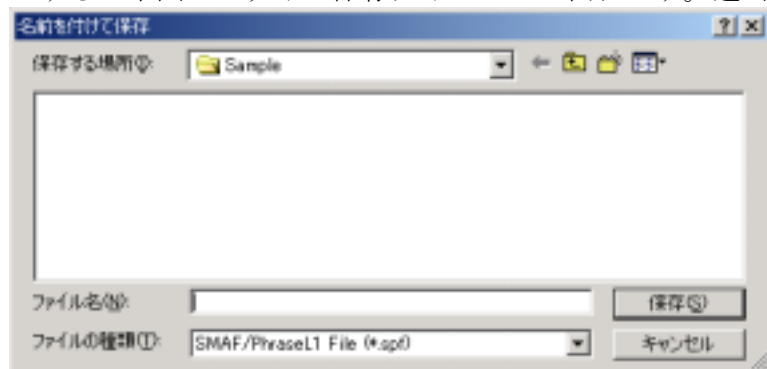 名前を付けて保存
保存する場所(I):
Sample
ファイル名(N):
保存(S)
ファイルの種類(T):
SMAF/PhraseL1 File (*.spf)
キャンセル